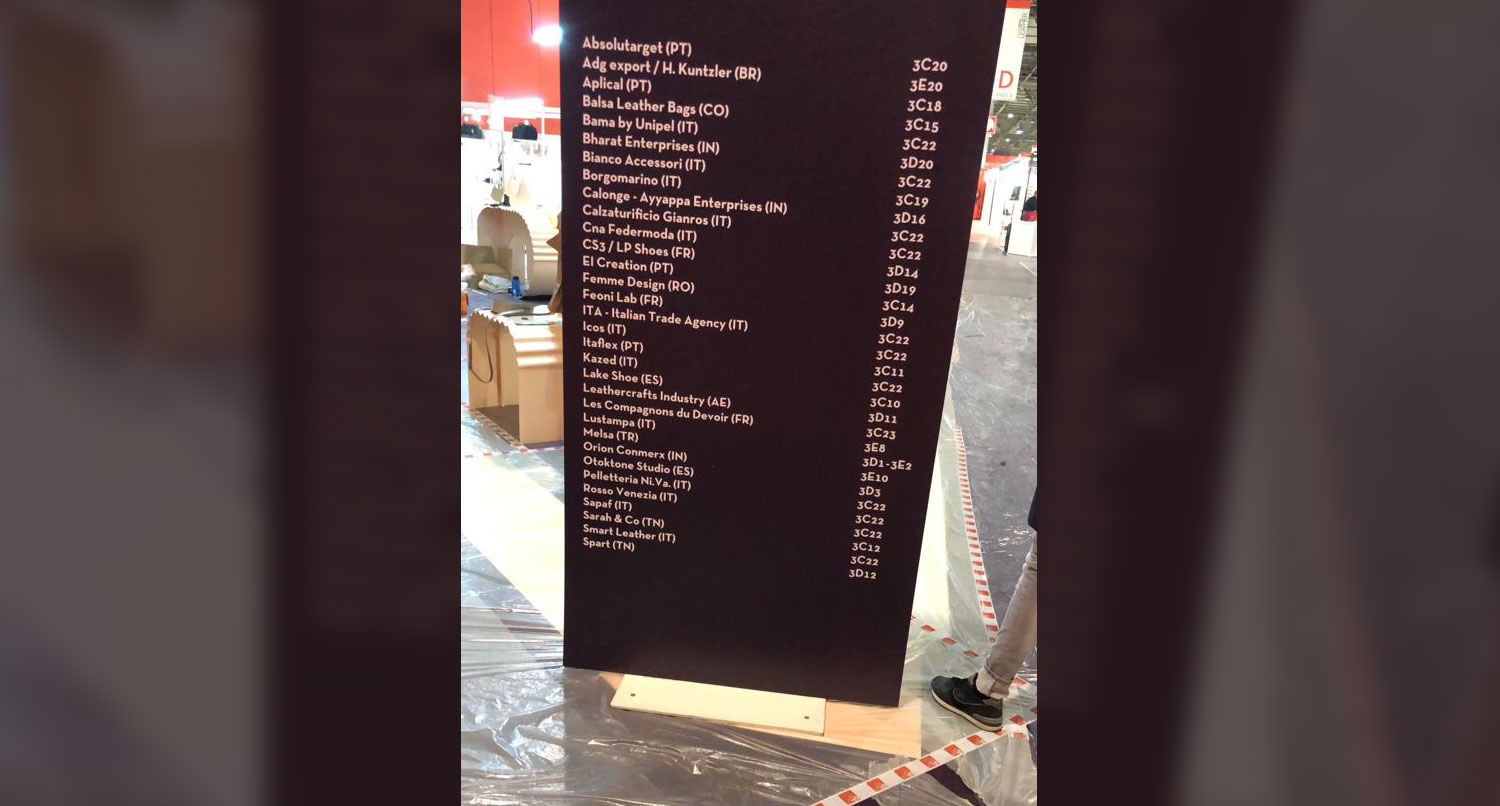 Absolutarget (PT) 3C20
Adg export / H. Kuntzler (BR) 3E20
Aplical (PT) 3C18
Balsa Leather Bags (CO) 3C15
Bama by Unipel (IT) 3C22
Bharat Enterprises (IN) 3D20
Bianco Accessori (IT) 3C22
Borgomarino (IT) 3C19
Calonge - Ayyappa Enterprises (IN) 3D16
Calzaturificio Gianros (IT) 3C22
Cna Federmoda (IT) 3C22
CS3 / LP Shoes (FR) 3D14
El Creation (PT) 3D19
Femme Design (RO) 3C14
Feoni Lab (FR) 3D9
ITA - Italian Trade Agency (IT) 3C22
Icos (IT) 3C22
Itaflex (PT) 3C11
Kazed (IT) 3C22
Lake Shoe (ES) 3C10
Leathercrafts Industry (AE) 3D11
Les Compagnons du Devoir (FR) 3C23
Lustampa (IT) 3E8
Melsa (TR) 3D1-3E2
Orion Conmerx (IN) 3E10
Otoktone Studio (ES) 3D3
Pelletteria Ni.Va. (IT) 3C22
Rosso Venezia (IT) 3C22
Sapaf (IT) 3C22
Sarah & Co (TN) 3C12
Smart Leather (IT) 3C22
Spart (TN) 3D12
D